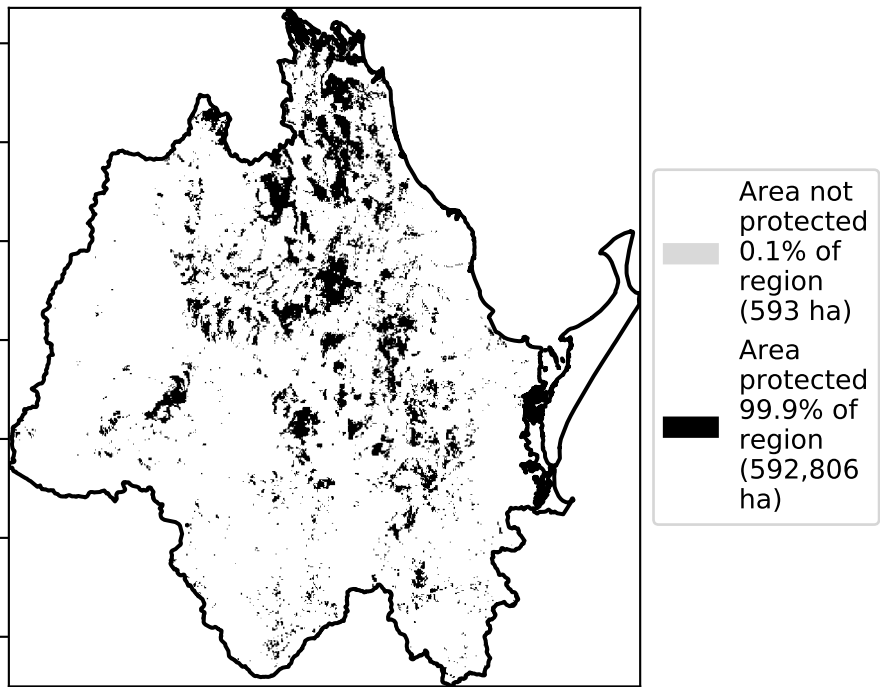 Area not
protected
0.1% of
region
(593 ha)
Area
protected
99.9% of
region
(592,806
ha)